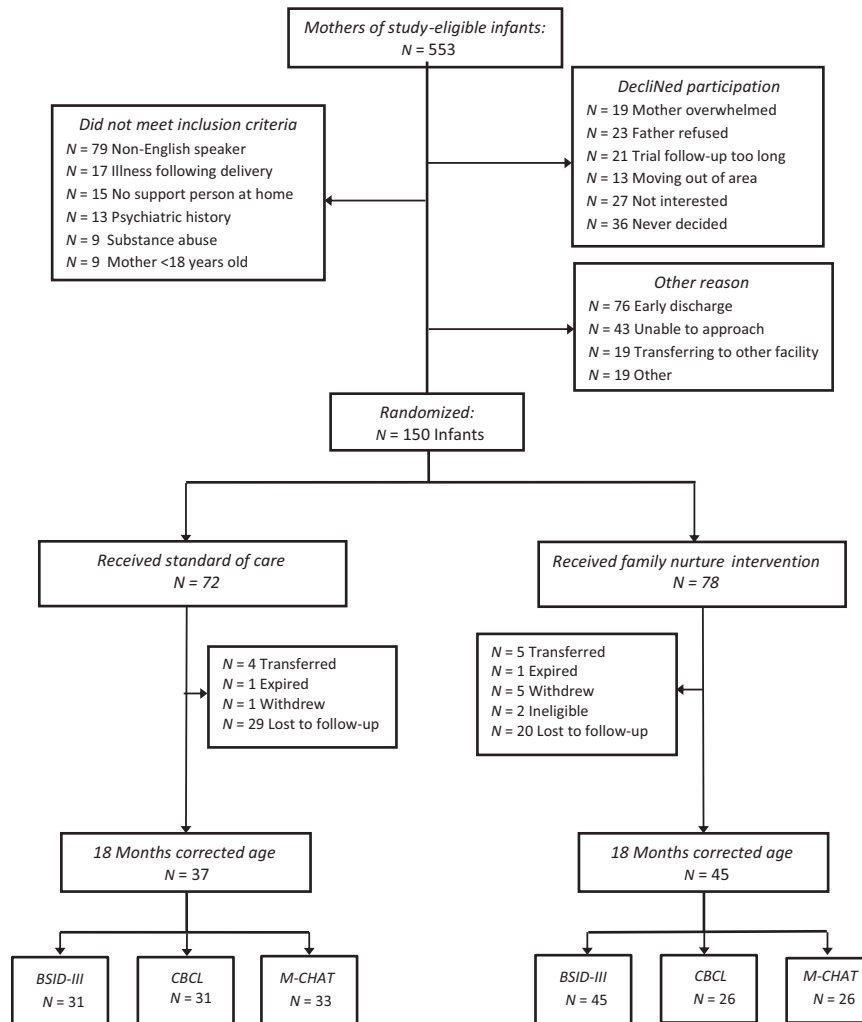 Mothers of study-eligible infants:
N = 553
DecliNed participation
N = 19 Mother overwhelmed
N = 23 Father refused
N = 21 Trial follow-up too long
N = 13 Moving out of area
N = 27 Not interested
N = 36 Never decided
Did not meet inclusion criteria
N = 79 Non-English speaker
N = 17 Illness following delivery
N = 15 No support person at home
N = 13 Psychiatric history
N = 9 Substance abuse
N = 9 Mother <18 years old
Other reason
N = 76 Early discharge
N = 43 Unable to approach
N = 19 Transferring to other facility
N = 19 Other
Randomized:
N = 150 Infants
Received standard of care
N = 72
Received family nurture intervention
N = 78
N = 4 Transferred
N = 1 Expired
N = 1 Withdrew
N = 29 Lost to follow-up
N = 5 Transferred
N = 1 Expired
N = 5 Withdrew
N = 2 Ineligible
N = 20 Lost to follow-up
18 Months corrected age
N = 37
18 Months corrected age
N = 45
BSID-III
N = 31
CBCL
N = 31
M-CHAT
N = 33
BSID-III
N = 45
CBCL
N = 26
M-CHAT
N = 26